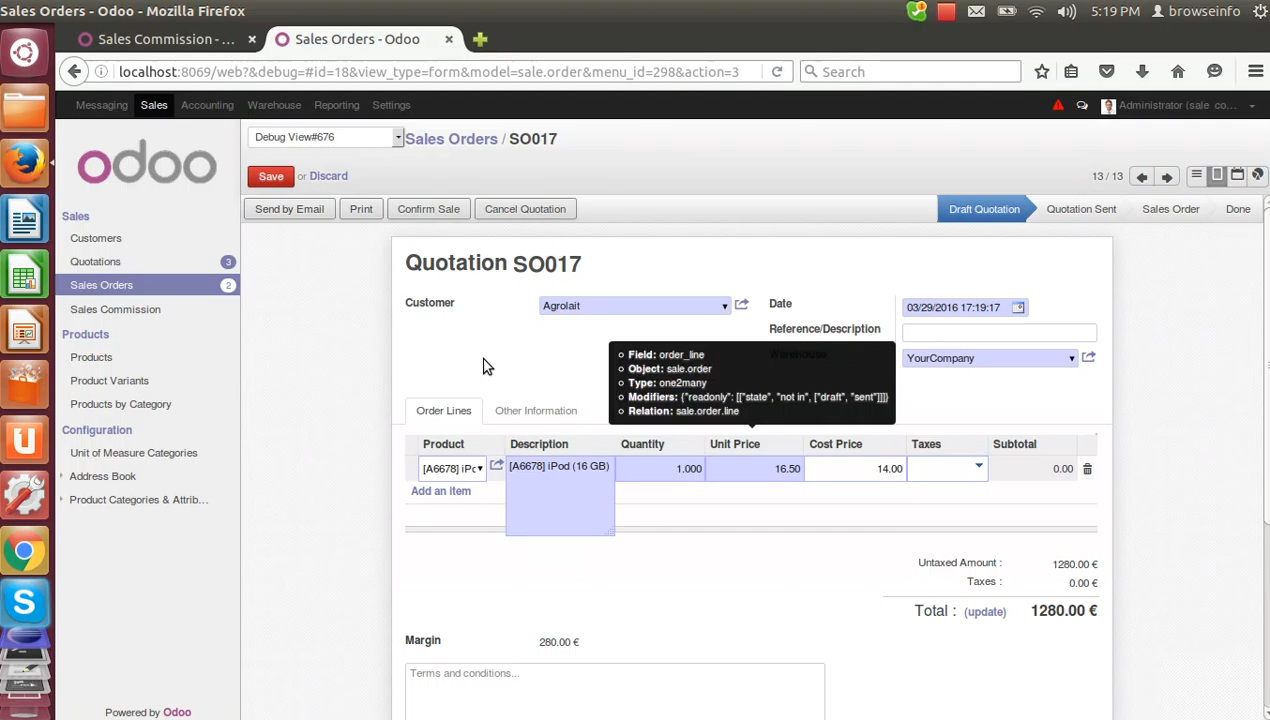 Sales Orders - Odoo - Mozilla Firefox
5:19 PM browseinfo
Sales Commission - ... ×
Sales Orders - Odoo ×
localhost:8069/web?&debug=#id=18&view_type=form&model=sale.order&menu_id=298&action=3
Search
Messaging Sales Accounting Warehouse Reporting Settings
Administrator (sale_co...
odoo
Debug View#676
Sales Orders / SO017
Save or Discard
13 / 13
Send by Email Print Confirm Sale Cancel Quotation
Draft Quotation Quotation Sent Sales Order Done
Sales
Customers
Quotations 3
Sales Orders 2
Sales Commission
Products
Products
Product Variants
Products by Category
Configuration
Unit of Measure Categories
Address Book
Product Categories & Attrib...
Powered by Odoo
Quotation SO017
Customer Agrolait
Date 03/29/2016 17:19:17
Reference/Description
Warehouse YourCompany
Field: order_line
Object: sale.order
Type: one2many
Modifiers: {"readonly": [["state", "not in", ["draft", "sent"]]]}
Relation: sale.order.line
Order Lines Other Information
Product Description Quantity Unit Price Cost Price Taxes Subtotal
[A6678] iPc [A6678] iPod (16 GB) 1.000 16.50 14.00 0.00
Add an item
Untaxed Amount : 1280.00 €
Taxes : 0.00 €
Total : (update) 1280.00 €
Margin 280.00 €
Terms and conditions...